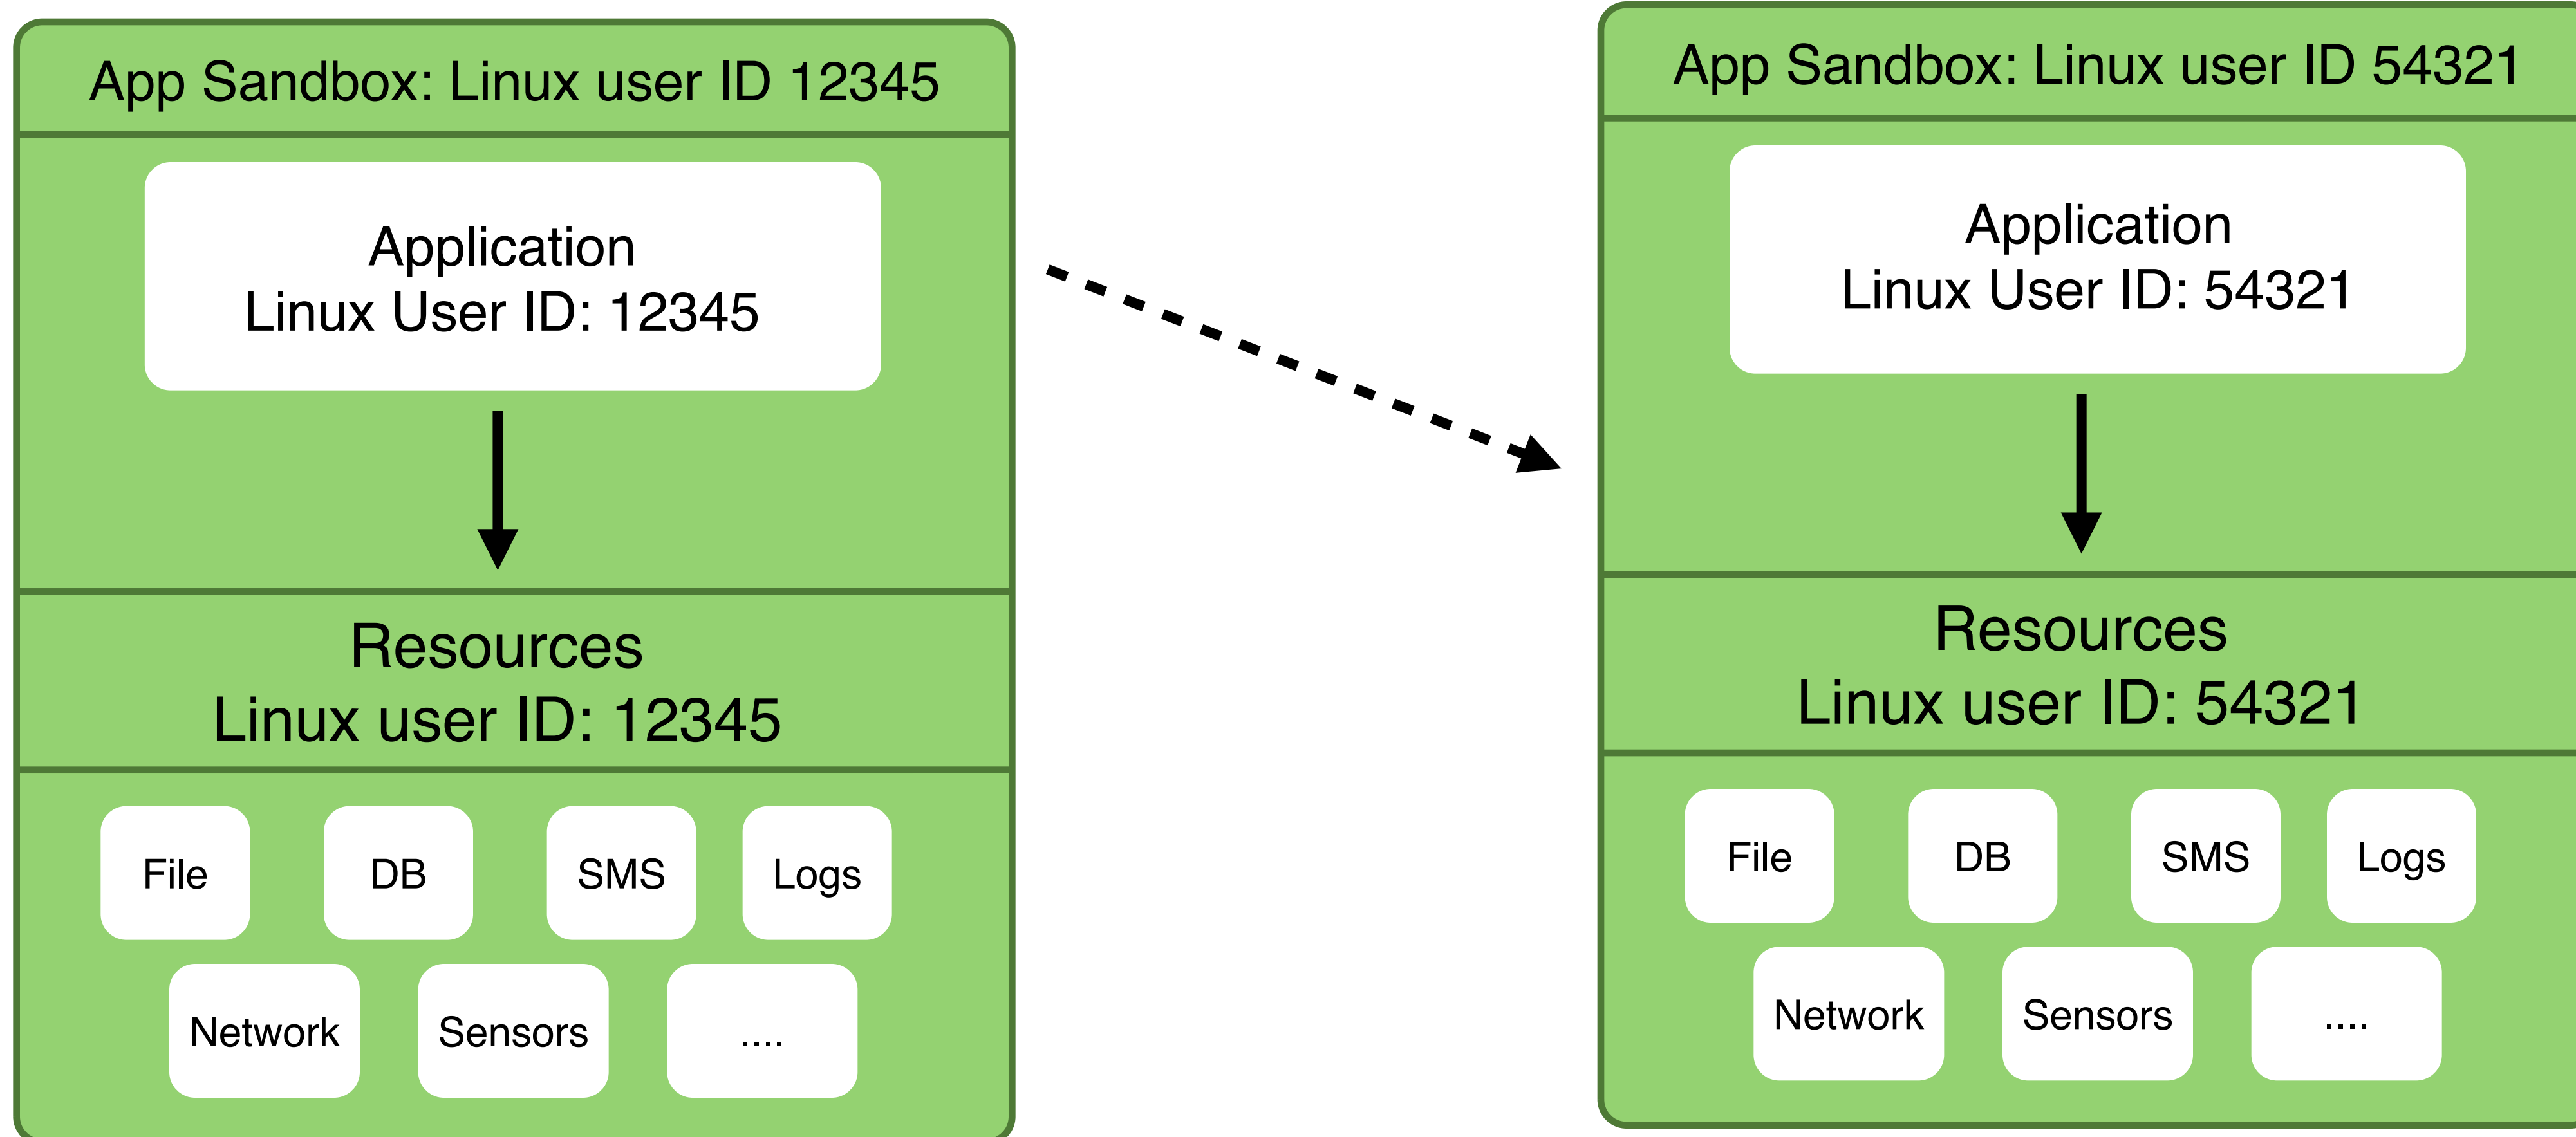 App Sandbox: Linux user ID 12345
Application
Linux User ID: 12345
Resources
Linux user ID: 12345
File
DB
SMS
Logs
Network
Sensors
....
App Sandbox: Linux user ID 54321
Application
Linux User ID: 54321
Resources
Linux user ID: 54321
File
DB
SMS
Logs
Network
Sensors
....